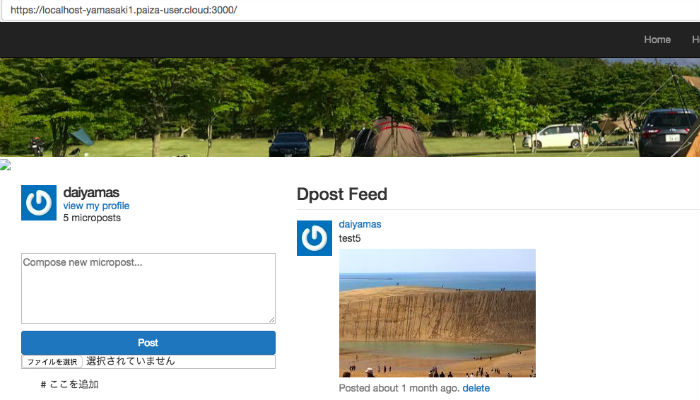 https://localhost-yamasaki1.paiza-user.cloud:3000/
Home
daiyamas
view my profile
5 microposts
Compose new micropost...
Post
ファイルを選択 選択されていません
# ここを追加
Dpost Feed
daiyamas
test5
Posted about 1 month ago. delete